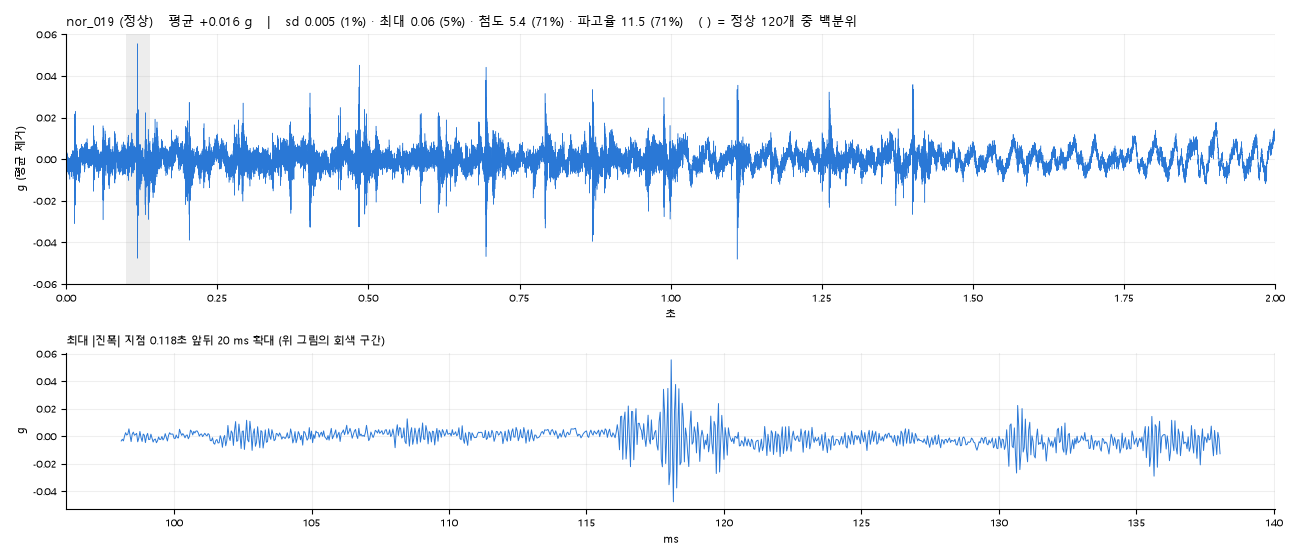 nor_019 (정상) 평균 +0.016 g | sd 0.005 (1%) · 최대 0.06 (5%) · 첨도 5.4 (71%) · 파고율 11.5 (71%) ( ) = 정상 120개 중 백분위
0.06
0.04
0.02
0.00
-0.02
-0.04
-0.06
g (평균 제거)
0.00 0.25 0.50 0.75 1.00 1.25 1.50 1.75 2.00
초
최대 |진폭| 지점 0.118초 앞뒤 20 ms 확대 (위 그림의 회색 구간)
0.06
0.04
0.02
0.00
-0.02
-0.04
g
100 105 110 115 120 125 130 135 140
ms